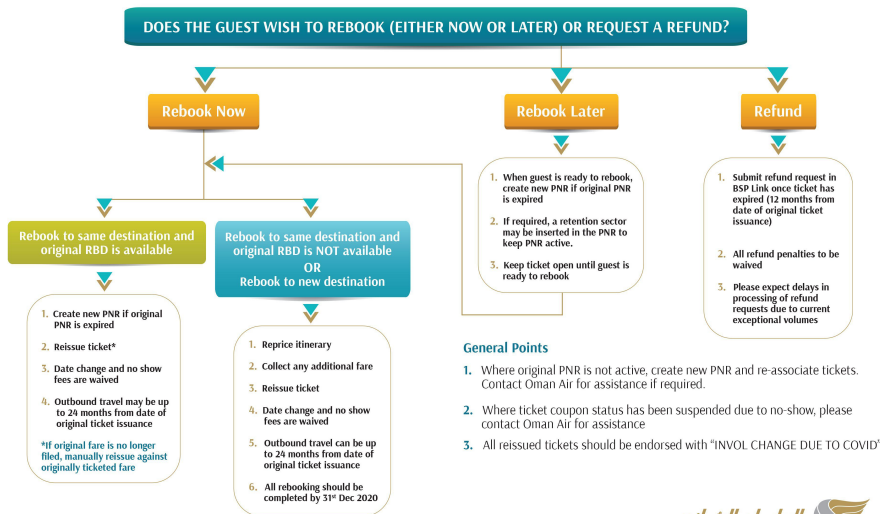 DOES THE GUEST WISH TO REBOOK (EITHER NOW OR LATER) OR REQUEST A REFUND?
Rebook Now
Rebook Later
Refund
Rebook to same destination and
original RBD is available
1. Create new PNR if original
PNR is expired
2. Reissue ticket*
3. Date change and no show
fees are waived
4. Outbound travel may be up
to 24 months from date of
original ticket issuance
*If original fare is no longer
filed, manually reissue against
originally ticketed fare
Rebook to same destination and
original RBD is NOT available
OR
Rebook to new destination
1. Reprice itinerary
2. Collect any additional fare
3. Reissue ticket
4. Date change and no show
fees are waived
5. Outbound travel can be up
to 24 months from date of
original ticket issuance
6. All rebooking should be
completed by 31st Dec 2020
1. When guest is ready to rebook,
create new PNR if original PNR
is expired
2. If required, a retention sector
may be inserted in the PNR to
keep PNR active.
3. Keep ticket open until guest is
ready to rebook
1. Submit refund request in
BSP Link once ticket has
expired (12 months from
date of original ticket
issuance)
2. All refund penalties to be
waived
3. Please expect delays in
processing of refund
requests due to current
exceptional volumes
General Points
1. Where original PNR is not active, create new PNR and re-associate tickets.
Contact Oman Air for assistance if required.
2. Where ticket coupon status has been suspended due to no-show, please
contact Oman Air for assistance
3. All reissued tickets should be endorsed with "INVOL CHANGE DUE TO COVID"